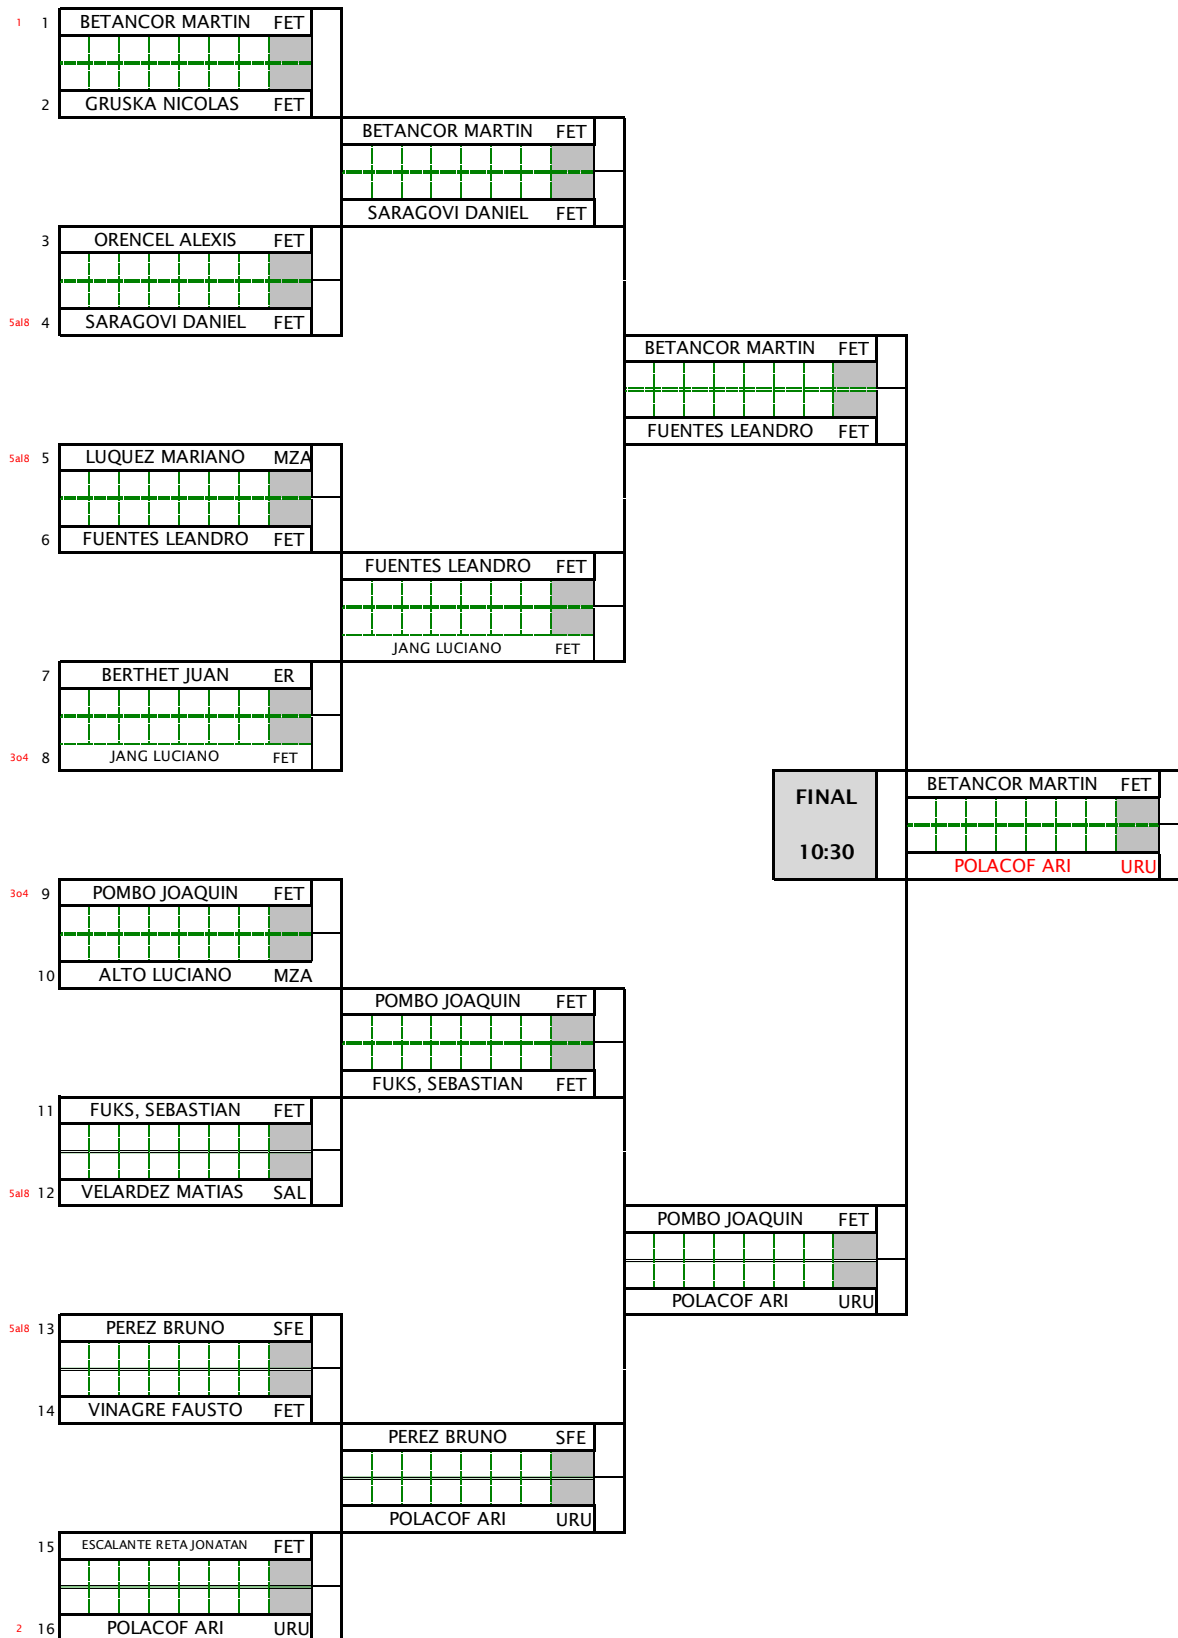 1 1 BETANCOR MARTIN FET
2 GRUSKA NICOLAS FET
BETANCOR MARTIN FET
SARAGOVI DANIEL FET
3 ORENCEL ALEXIS FET
5al8 4 SARAGOVI DANIEL FET
BETANCOR MARTIN FET
FUENTES LEANDRO FET
5al8 5 LUQUEZ MARIANO MZA
6 FUENTES LEANDRO FET
FUENTES LEANDRO FET
JANG LUCIANO FET
7 BERTHET JUAN ER
3o4 8 JANG LUCIANO FET
FINAL
10:30
BETANCOR MARTIN FET
POLACOF ARI URU
3o4 9 POMBO JOAQUIN FET
10 ALTO LUCIANO MZA
POMBO JOAQUIN FET
FUKS, SEBASTIAN FET
11 FUKS, SEBASTIAN FET
5al8 12 VELARDEZ MATIAS SAL
POMBO JOAQUIN FET
POLACOF ARI URU
5al8 13 PEREZ BRUNO SFE
14 VINAGRE FAUSTO FET
PEREZ BRUNO SFE
POLACOF ARI URU
15 ESCALANTE RETA JONATAN FET
2 16 POLACOF ARI URU